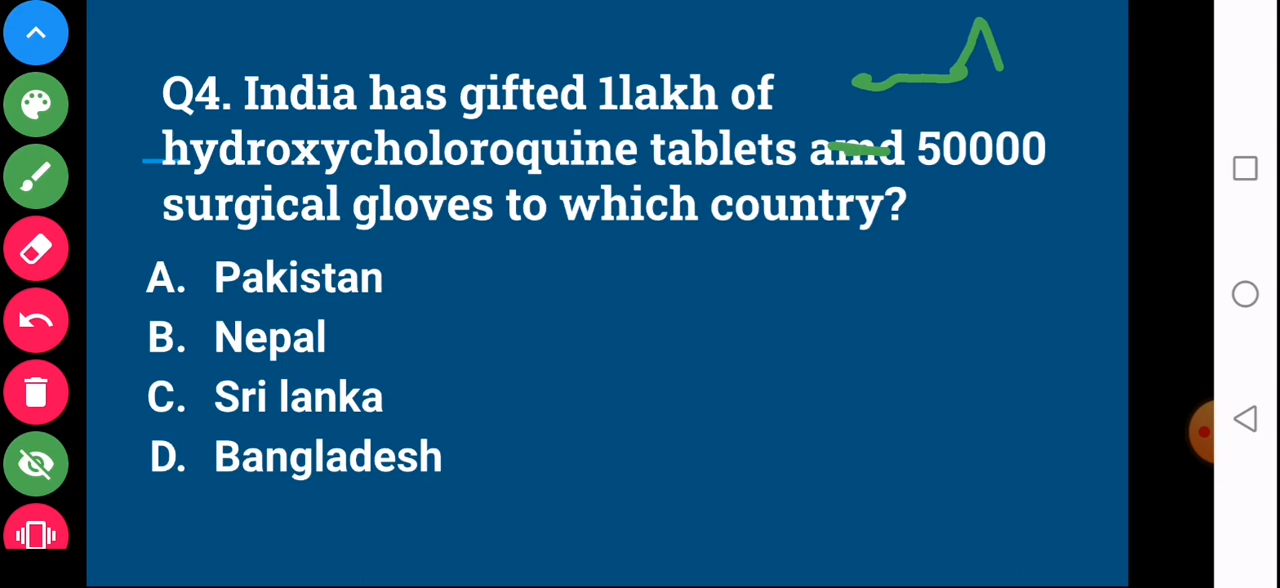 Q4. India has gifted 1lakh of
hydroxycholoroquine tablets amd 50000
surgical gloves to which country?
A. Pakistan
B. Nepal
C. Sri lanka
D. Bangladesh